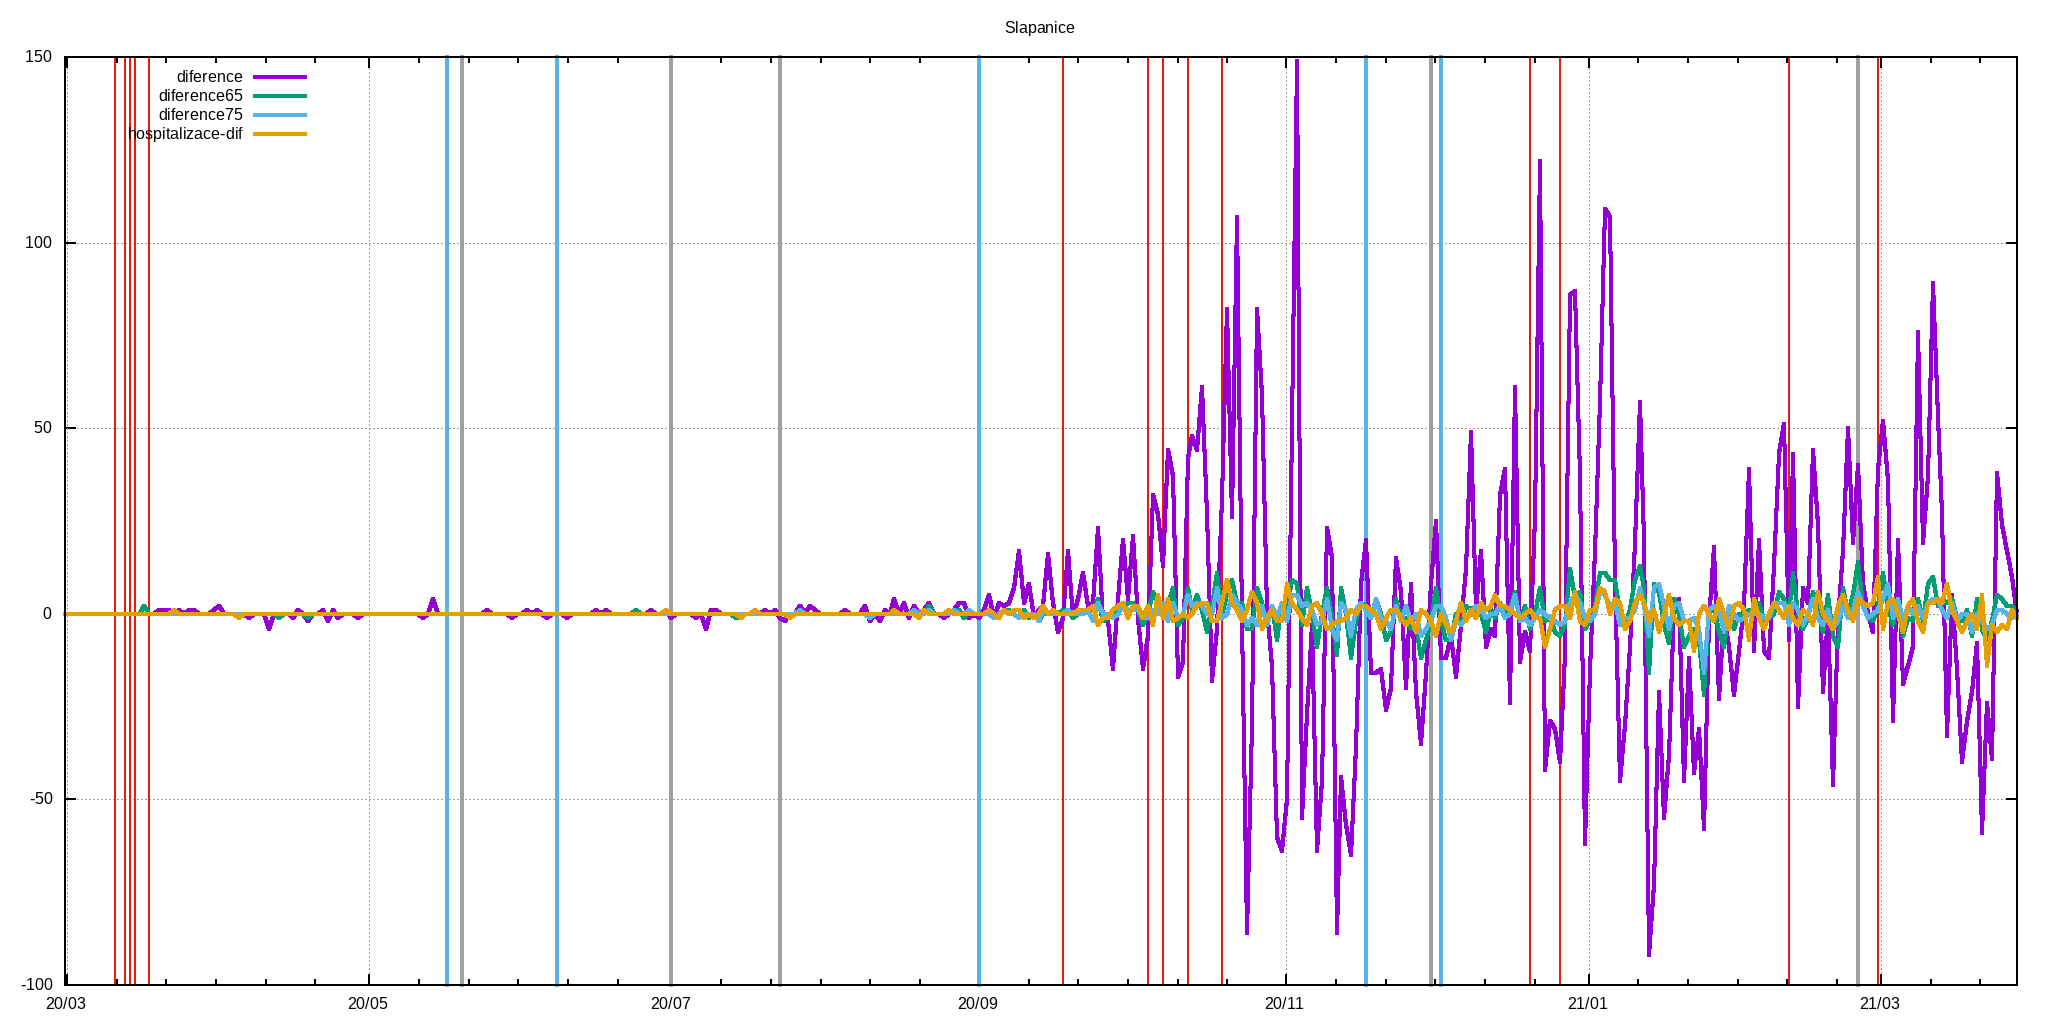 Slapanice
150
diference
diference65
diference75
hospitalizace-dif
100
50
0
-50
-100
20/03 20/05 20/07 20/09 20/11 21/01 21/03